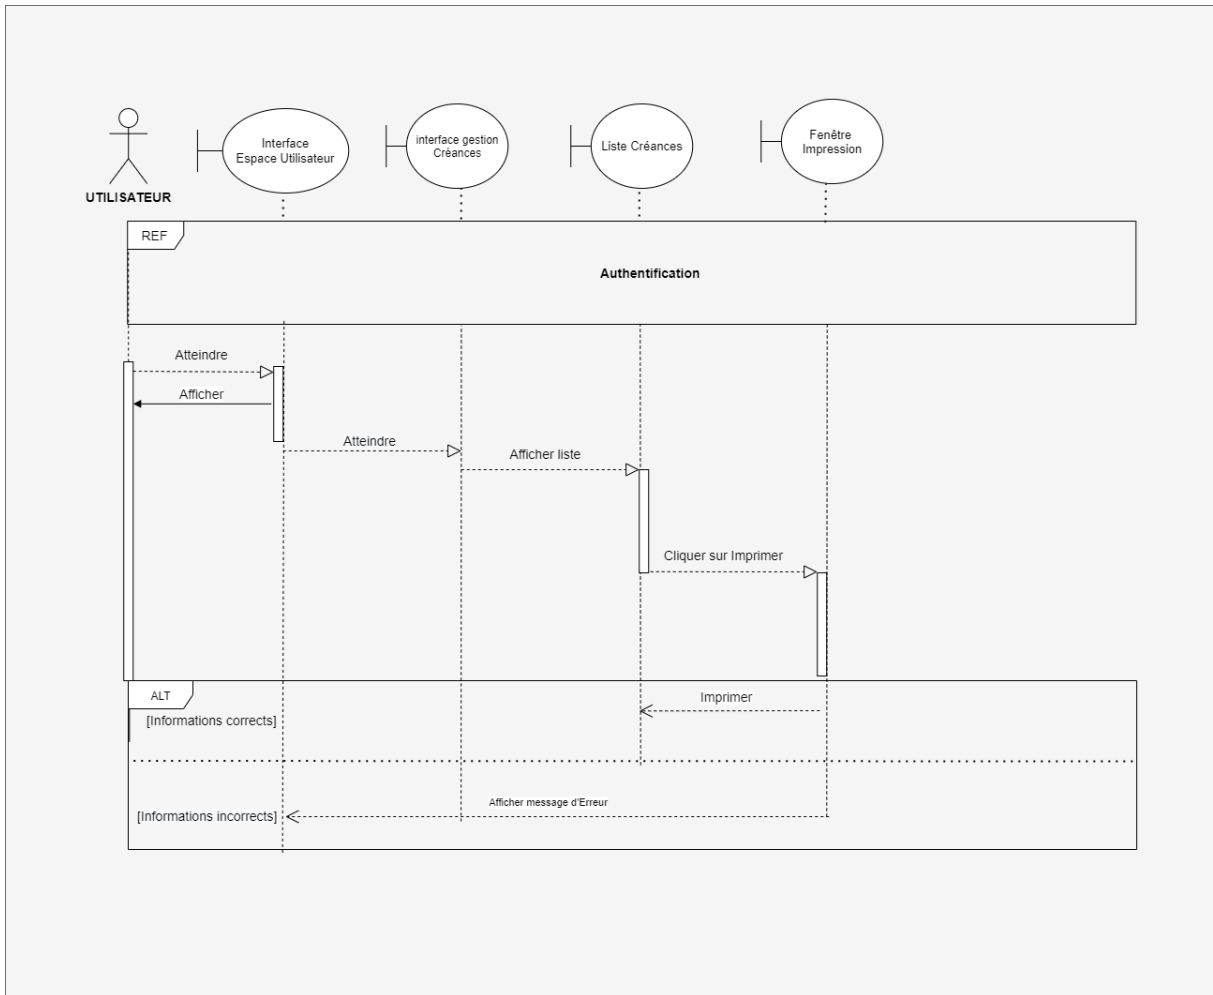 Interface
Espace Utilisateur
interface gestion
Créances
Liste Créances
Fenêtre
Impression
UTILISATEUR
REF
Authentification
Atteindre
Afficher
Atteindre
Afficher liste
Cliquer sur Imprimer
ALT
Imprimer
[Informations corrects]
Afficher message d'Erreur
[Informations incorrects]